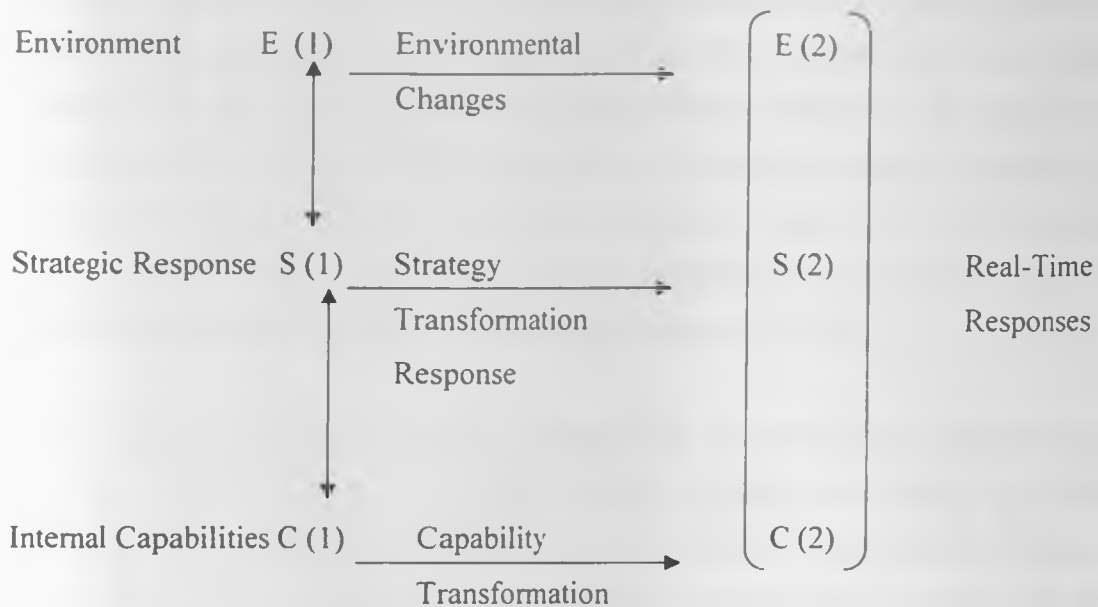 Environment E (1) Environmental E (2)
Changes
Strategic Response S (1) Strategy S (2) Real-Time
Transformation Responses
Response
Internal Capabilities C (1) Capability C (2)
Transformation